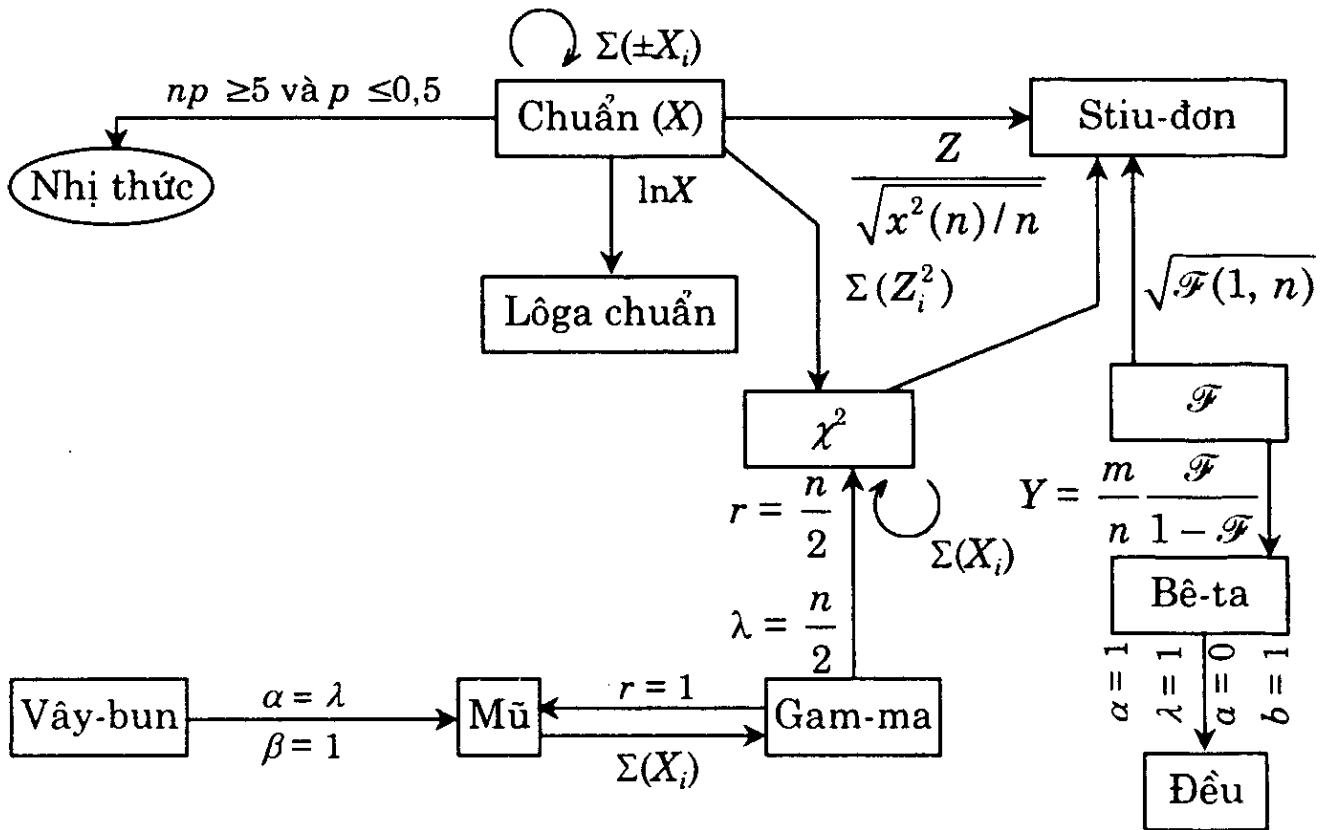 Σ(±Xᵢ)
np ≥5 và p ≤0,5
Chuẩn (X)
Stiu-đơn
Nhị thức
lnX
Z / √(x²(n)/n)
Σ(Zᵢ²)
√ℱ(1, n)
Lôga chuẩn
ℱ
χ²
r = n/2
Y = m/n ℱ/(1 − ℱ)
Σ(Xᵢ)
Bê-ta
λ = n/2
α = 1
λ = 1
a = 0
b = 1
Vây-bun
α = λ
β = 1
Mũ
r = 1
Σ(Xᵢ)
Gam-ma
Đều